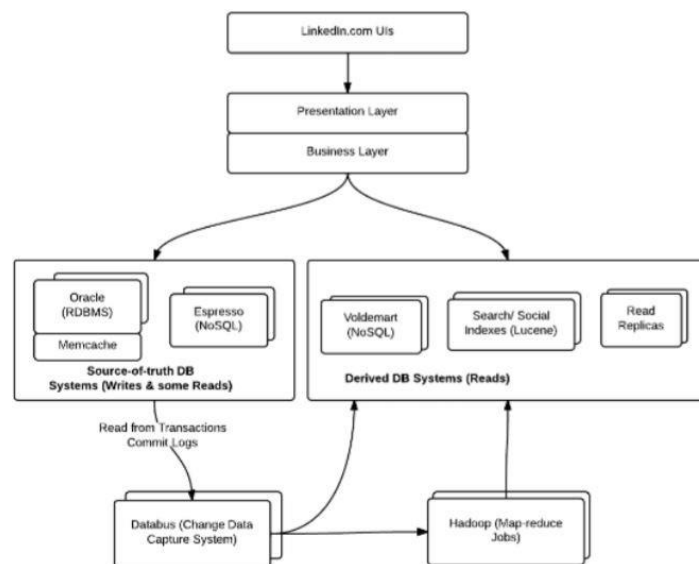 LinkedIn.com UIs
Presentation Layer
Business Layer
Oracle
(RDBMS)
Memcache
Espresso
(NoSQL)
Source-of-truth DB
Systems (Writes & some Reads)
Voldemart
(NoSQL)
Search/ Social
Indexes (Lucene)
Read
Replicas
Derived DB Systems (Reads)
Read from Transactions
Commit Logs
Databus (Change Data
Capture System)
Hadoop (Map-reduce
Jobs)